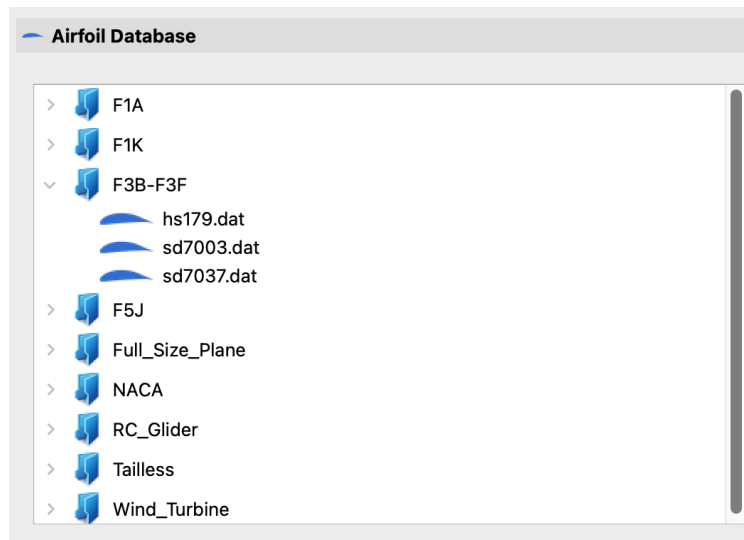 Airfoil Database
F1A
F1K
F3B-F3F
hs179.dat
sd7003.dat
sd7037.dat
F5J
Full_Size_Plane
NACA
RC_Glider
Tailless
Wind_Turbine